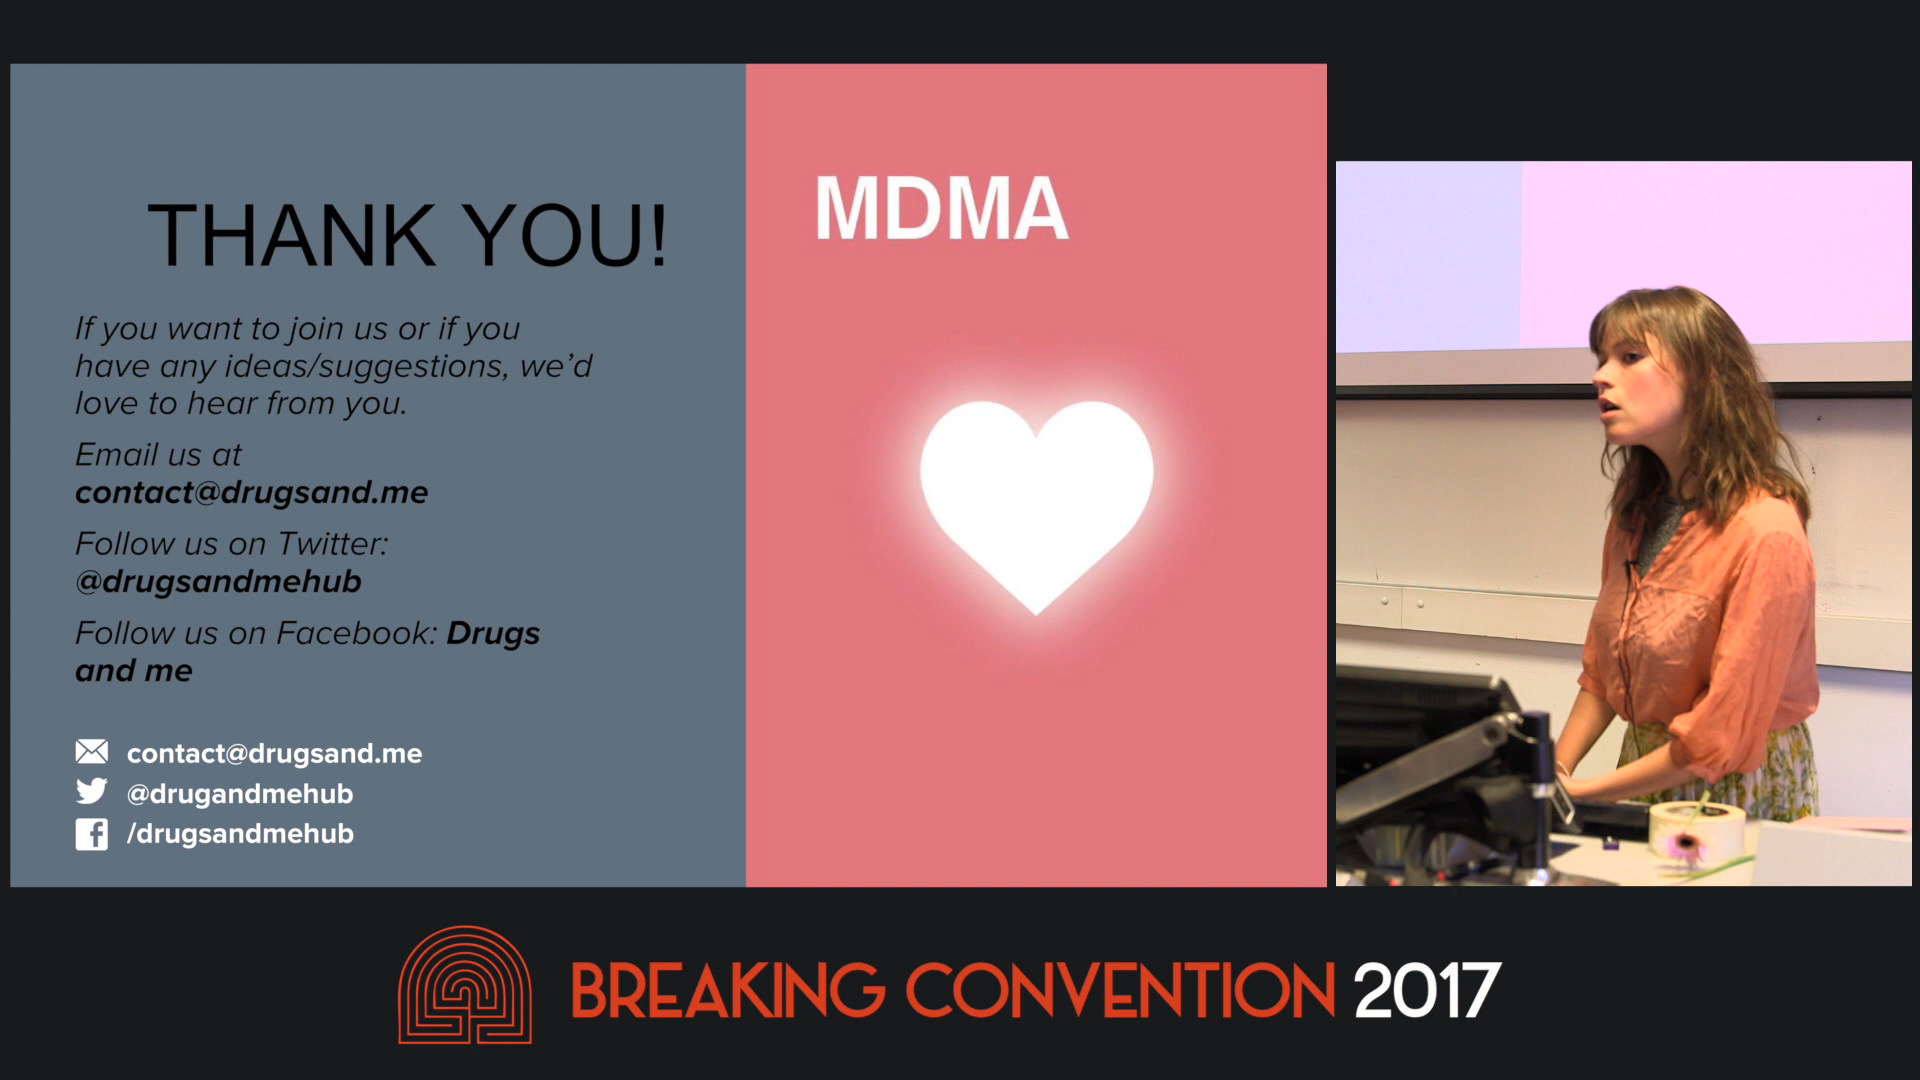 THANK YOU!
If you want to join us or if you
have any ideas/suggestions, we'd
love to hear from you.
Email us at
contact@drugsand.me
Follow us on Twitter:
@drugsandmehub
Follow us on Facebook: Drugs
and me
contact@drugsand.me
@drugandmehub
/drugsandmehub
MDMA
BREAKING CONVENTION 2017